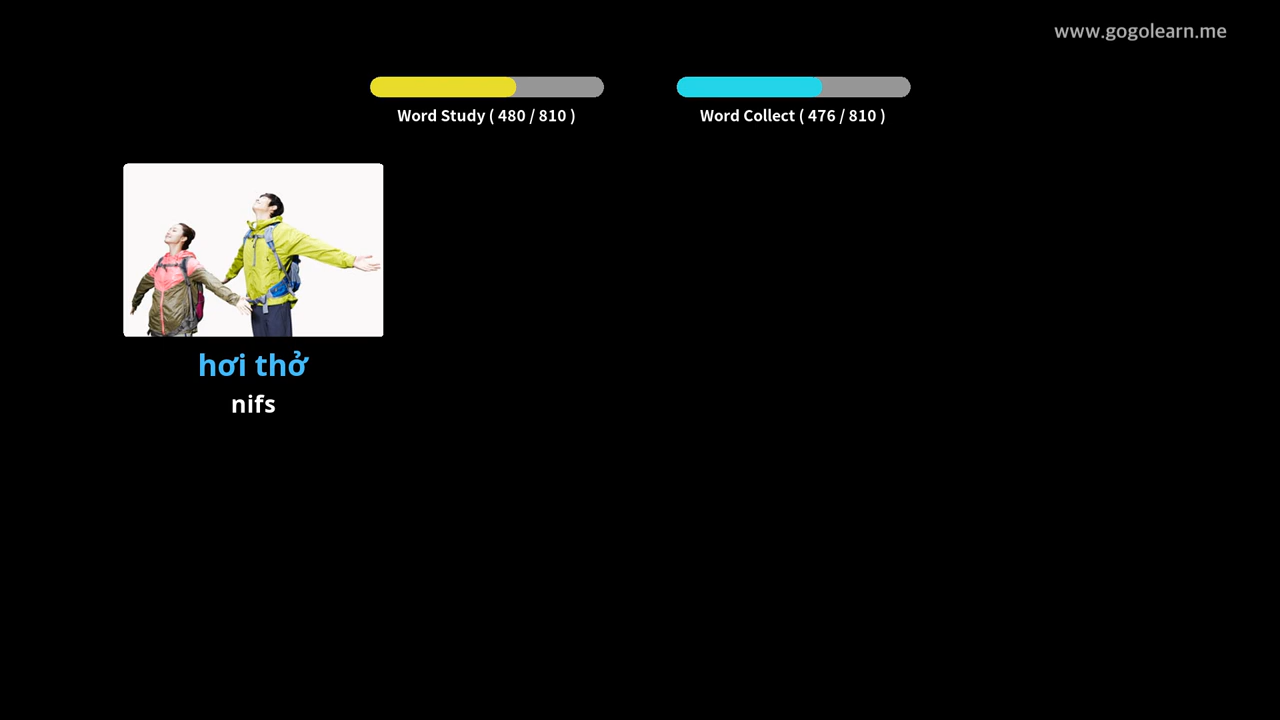 www.gogolearn.me
Word Study ( 480 / 810 )
Word Collect ( 476 / 810 )
hơi thở
nifs